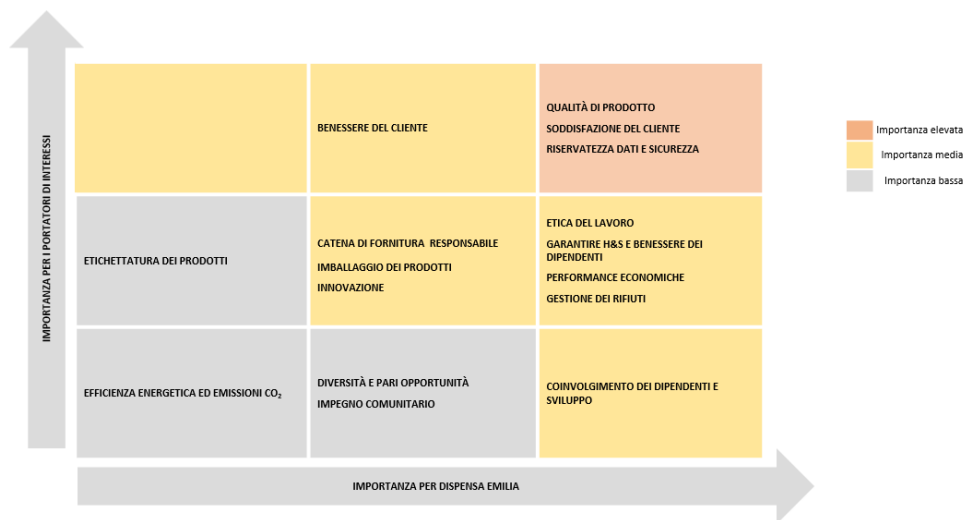 IMPORTANZA PER I PORTATORI DI INTERESSI
BENESSERE DEL CLIENTE
QUALITÀ DI PRODOTTO
SODDISFAZIONE DEL CLIENTE
RISERVATEZZA DATI E SICUREZZA
ETICHETTATURA DEI PRODOTTI
CATENA DI FORNITURA RESPONSABILE
IMBALLAGGIO DEI PRODOTTI
INNOVAZIONE
ETICA DEL LAVORO
GARANTIRE H&S E BENESSERE DEI
DIPENDENTI
PERFORMANCE ECONOMICHE
GESTIONE DEI RIFIUTI
EFFICIENZA ENERGETICA ED EMISSIONI CO₂
DIVERSITÀ E PARI OPPORTUNITÀ
IMPEGNO COMUNITARIO
COINVOLGIMENTO DEI DIPENDENTI E
SVILUPPO
IMPORTANZA PER DISPENSA EMILIA
Importanza elevata
Importanza media
Importanza bassa